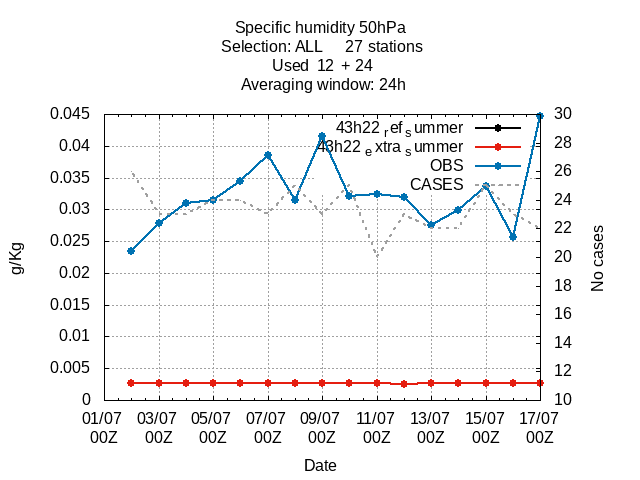 Specific humidity 50hPa
Selection: ALL 27 stations
Used 12 + 24
Averaging window: 24h
43h22 refsummer
43h22 extrasummer
OBS
CASES
0.045
0.04
0.035
0.03
0.025
0.02
0.015
0.01
0.005
0
g/Kg
30
28
26
24
22
20
18
16
14
12
10
No cases
01/07 03/07 05/07 07/07 09/07 11/07 13/07 15/07 17/07
00Z 00Z 00Z 00Z 00Z 00Z 00Z 00Z 00Z
Date